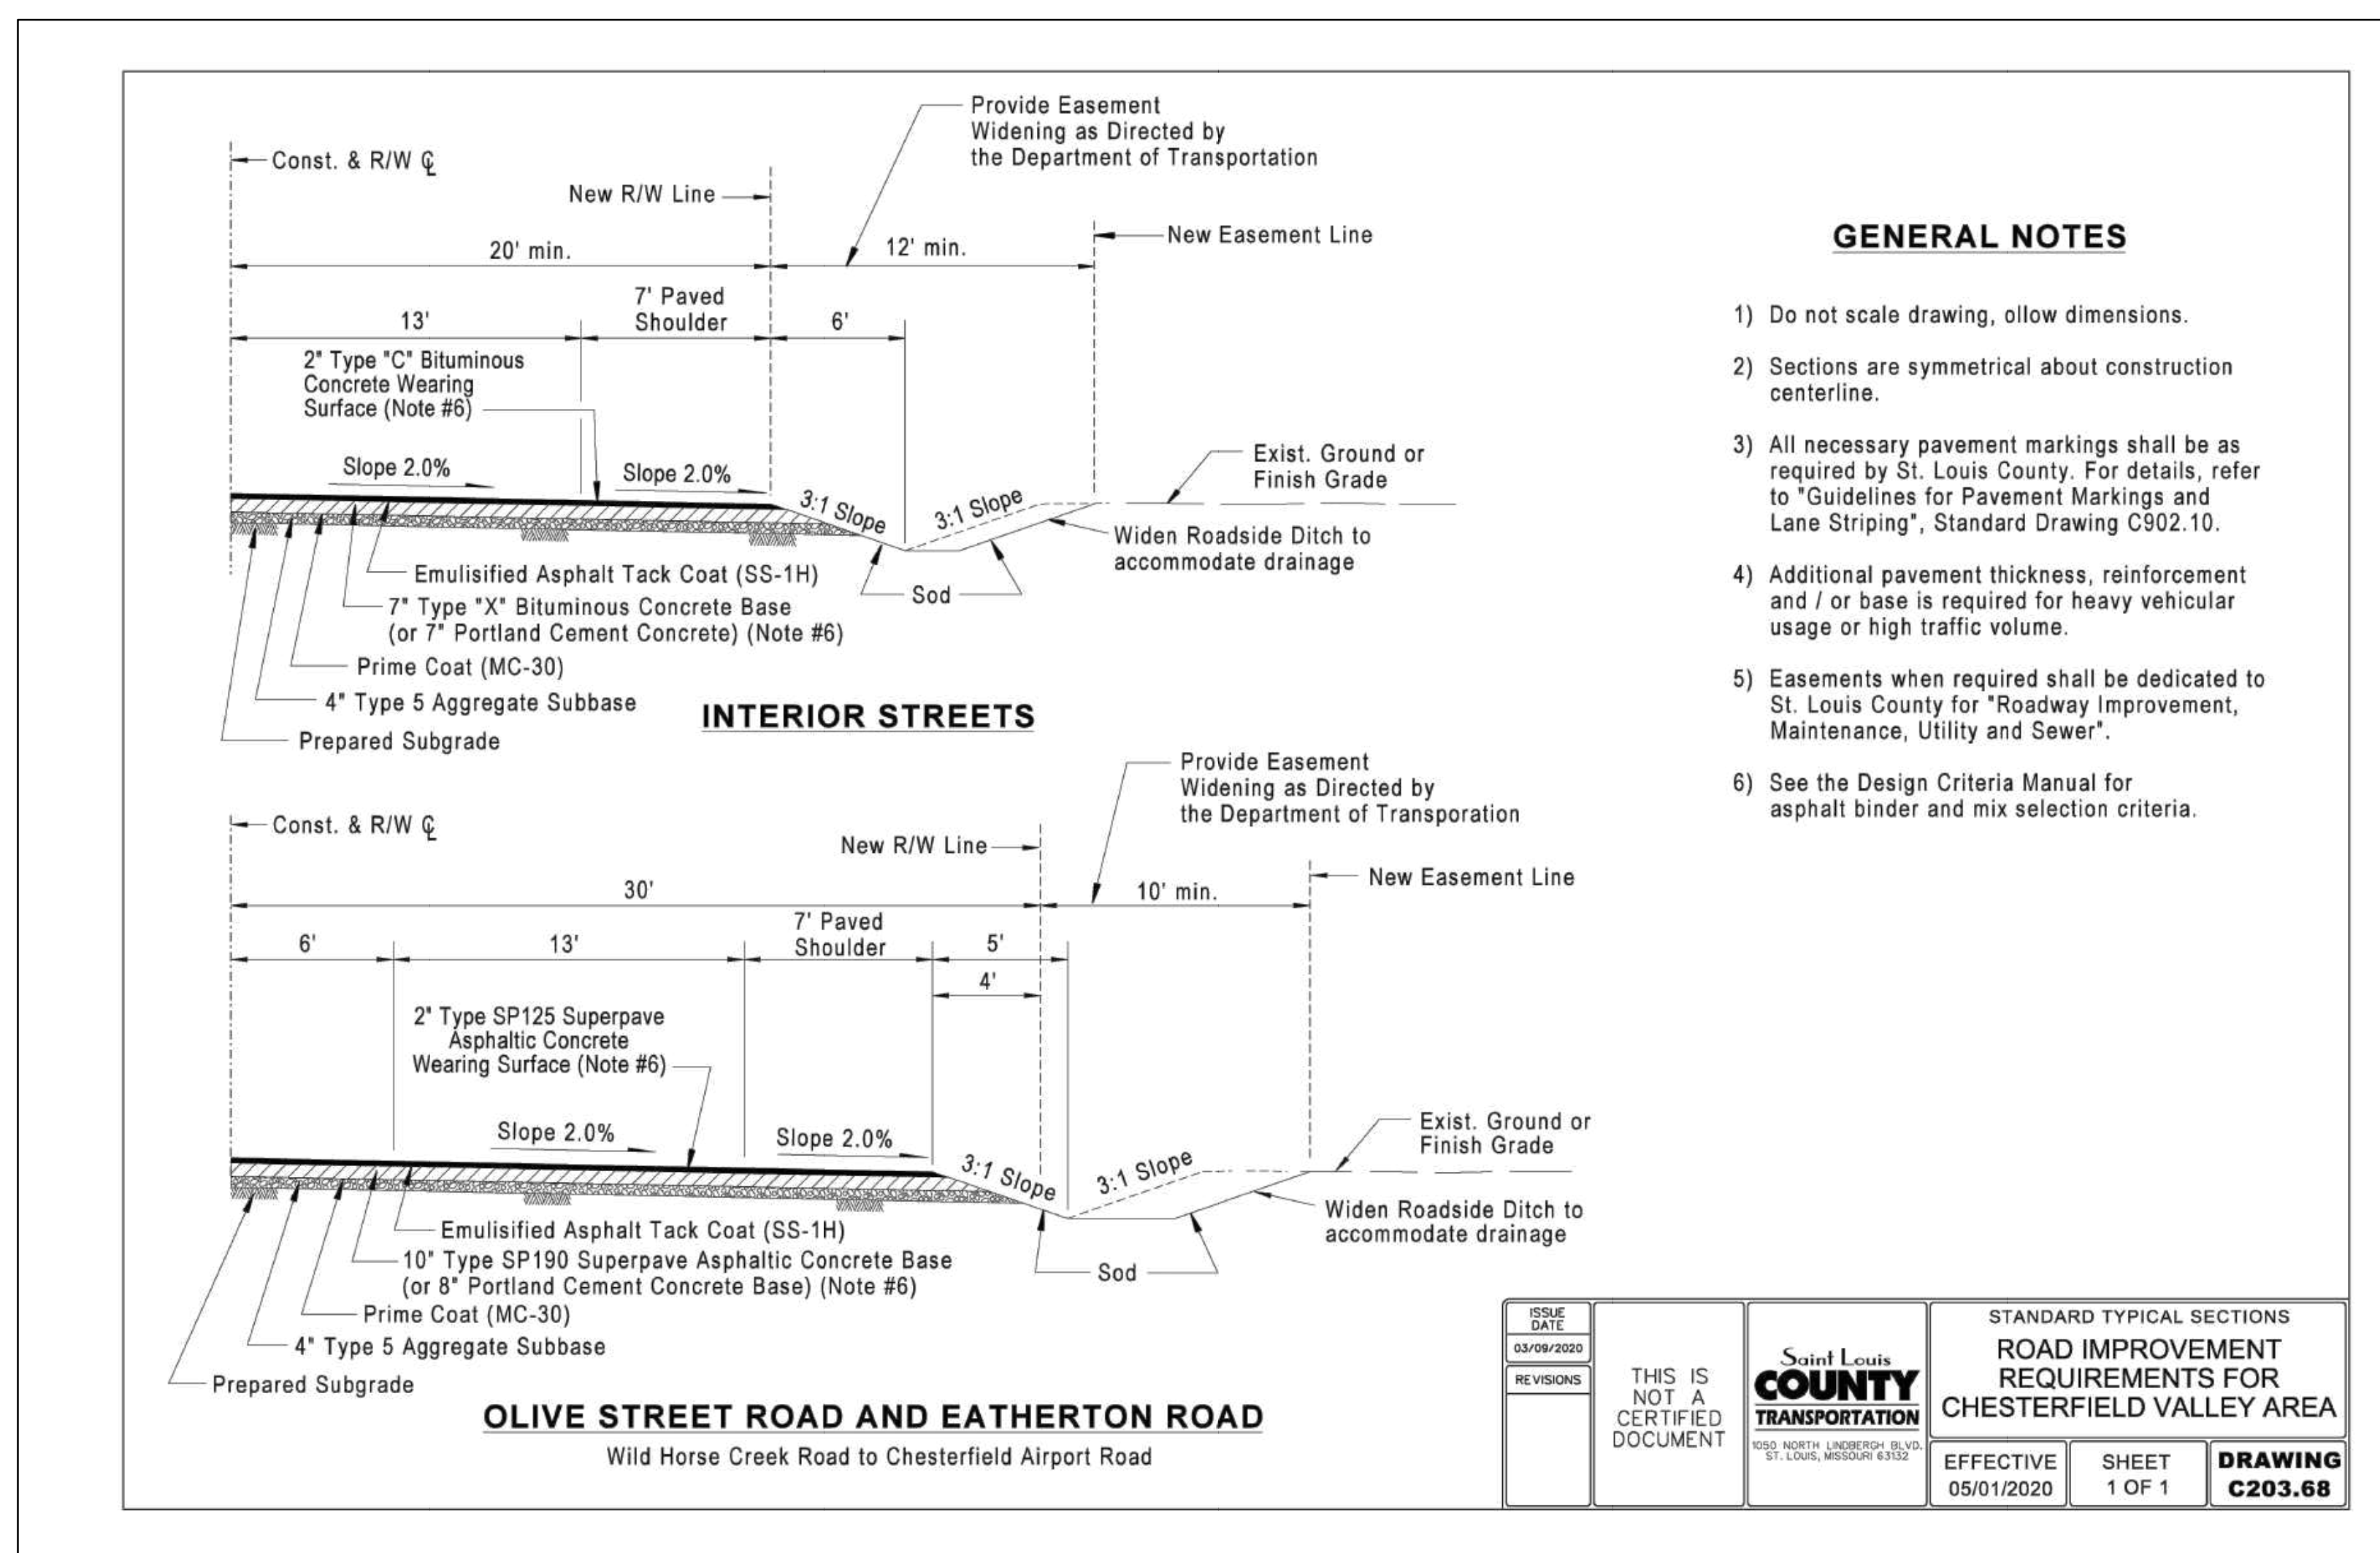 Provide Easement
Widening as Directed by
the Department of Transportation
Const. & R/W ℄
New R/W Line
New Easement Line
20' min.
12' min.
7' Paved
Shoulder
13'
6'
2" Type "C" Bituminous
Concrete Wearing
Surface (Note #6)
Slope 2.0%
Slope 2.0%
3:1 Slope
3:1 Slope
Exist. Ground or
Finish Grade
Widen Roadside Ditch to
accommodate drainage
Sod
Emulisified Asphalt Tack Coat (SS-1H)
7" Type "X" Bituminous Concrete Base
(or 7" Portland Cement Concrete) (Note #6)
Prime Coat (MC-30)
4" Type 5 Aggregate Subbase
Prepared Subgrade
INTERIOR STREETS
Provide Easement
Widening as Directed by
the Department of Transporation
Const. & R/W ℄
New R/W Line
New Easement Line
30'
10' min.
7' Paved
Shoulder
6'
13'
5'
4'
2" Type SP125 Superpave
Asphaltic Concrete
Wearing Surface (Note #6)
Slope 2.0%
Slope 2.0%
3:1 Slope
3:1 Slope
Exist. Ground or
Finish Grade
Widen Roadside Ditch to
accommodate drainage
Sod
Emulisified Asphalt Tack Coat (SS-1H)
10" Type SP190 Superpave Asphaltic Concrete Base
(or 8" Portland Cement Concrete Base) (Note #6)
Prime Coat (MC-30)
4" Type 5 Aggregate Subbase
Prepared Subgrade
OLIVE STREET ROAD AND EATHERTON ROAD
Wild Horse Creek Road to Chesterfield Airport Road
GENERAL NOTES
1) Do not scale drawing, ollow dimensions.
2) Sections are symmetrical about construction
centerline.
3) All necessary pavement markings shall be as
required by St. Louis County. For details, refer
to "Guidelines for Pavement Markings and
Lane Striping", Standard Drawing C902.10.
4) Additional pavement thickness, reinforcement
and / or base is required for heavy vehicular
usage or high traffic volume.
5) Easements when required shall be dedicated to
St. Louis County for "Roadway Improvement,
Maintenance, Utility and Sewer".
6) See the Design Criteria Manual for
asphalt binder and mix selection criteria.
ISSUE
DATE
03/09/2020
REVISIONS
THIS IS
NOT A
CERTIFIED
DOCUMENT
Saint Louis
COUNTY
TRANSPORTATION
1050 NORTH LINDBERGH BLVD.
ST. LOUIS, MISSOURI 63132
STANDARD TYPICAL SECTIONS
ROAD IMPROVEMENT
REQUIREMENTS FOR
CHESTERFIELD VALLEY AREA
EFFECTIVE
05/01/2020
SHEET
1 OF 1
DRAWING
C203.68